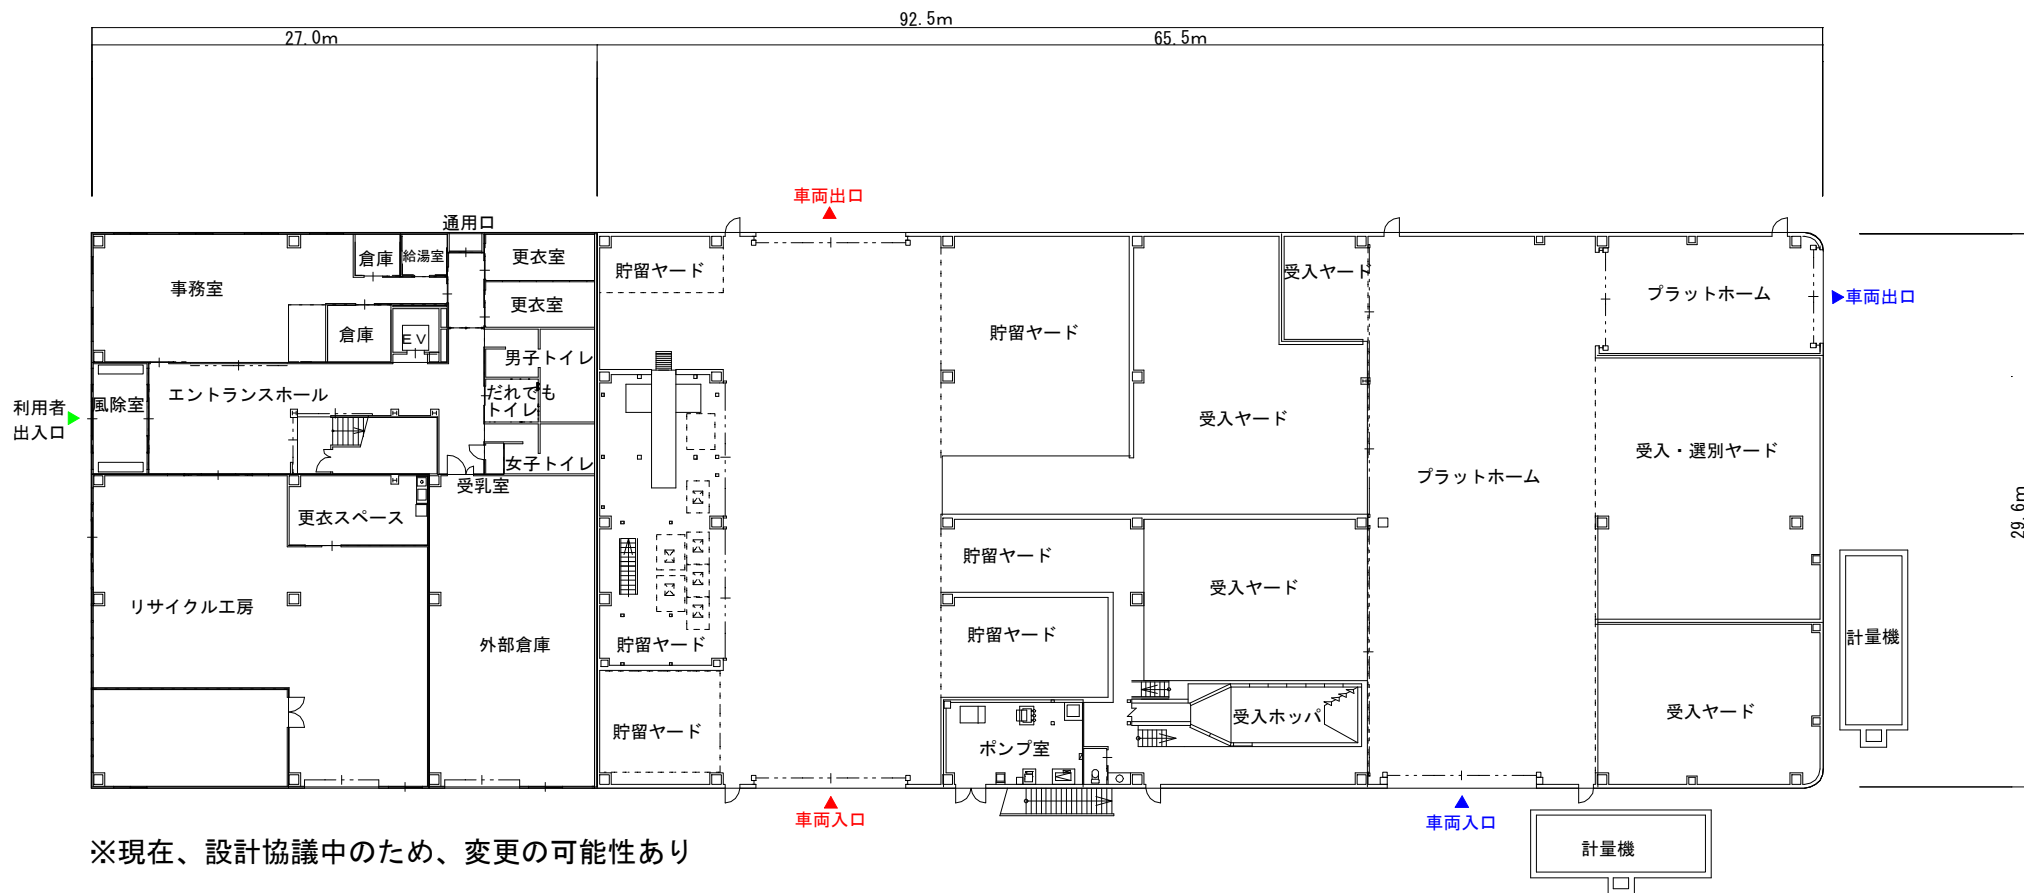 92.5m
27.0m
65.5m
車両出口
通用口
倉庫
給湯室
更衣室
事務室
更衣室
倉庫
EV
男子トイレ
だれでも
トイレ
エントランスホール
風除室
利用者
出入口
女子トイレ
受乳室
更衣スペース
リサイクル工房
外部倉庫
貯留ヤード
貯留ヤード
貯留ヤード
貯留ヤード
貯留ヤード
貯留ヤード
ポンプ室
受入ヤード
受入ヤード
受入ヤード
受入ホッパ
プラットホーム
プラットホーム
車両出口
受入・選別ヤード
受入ヤード
29.6m
計量機
車両入口
車両入口
計量機
※現在、設計協議中のため、変更の可能性あり